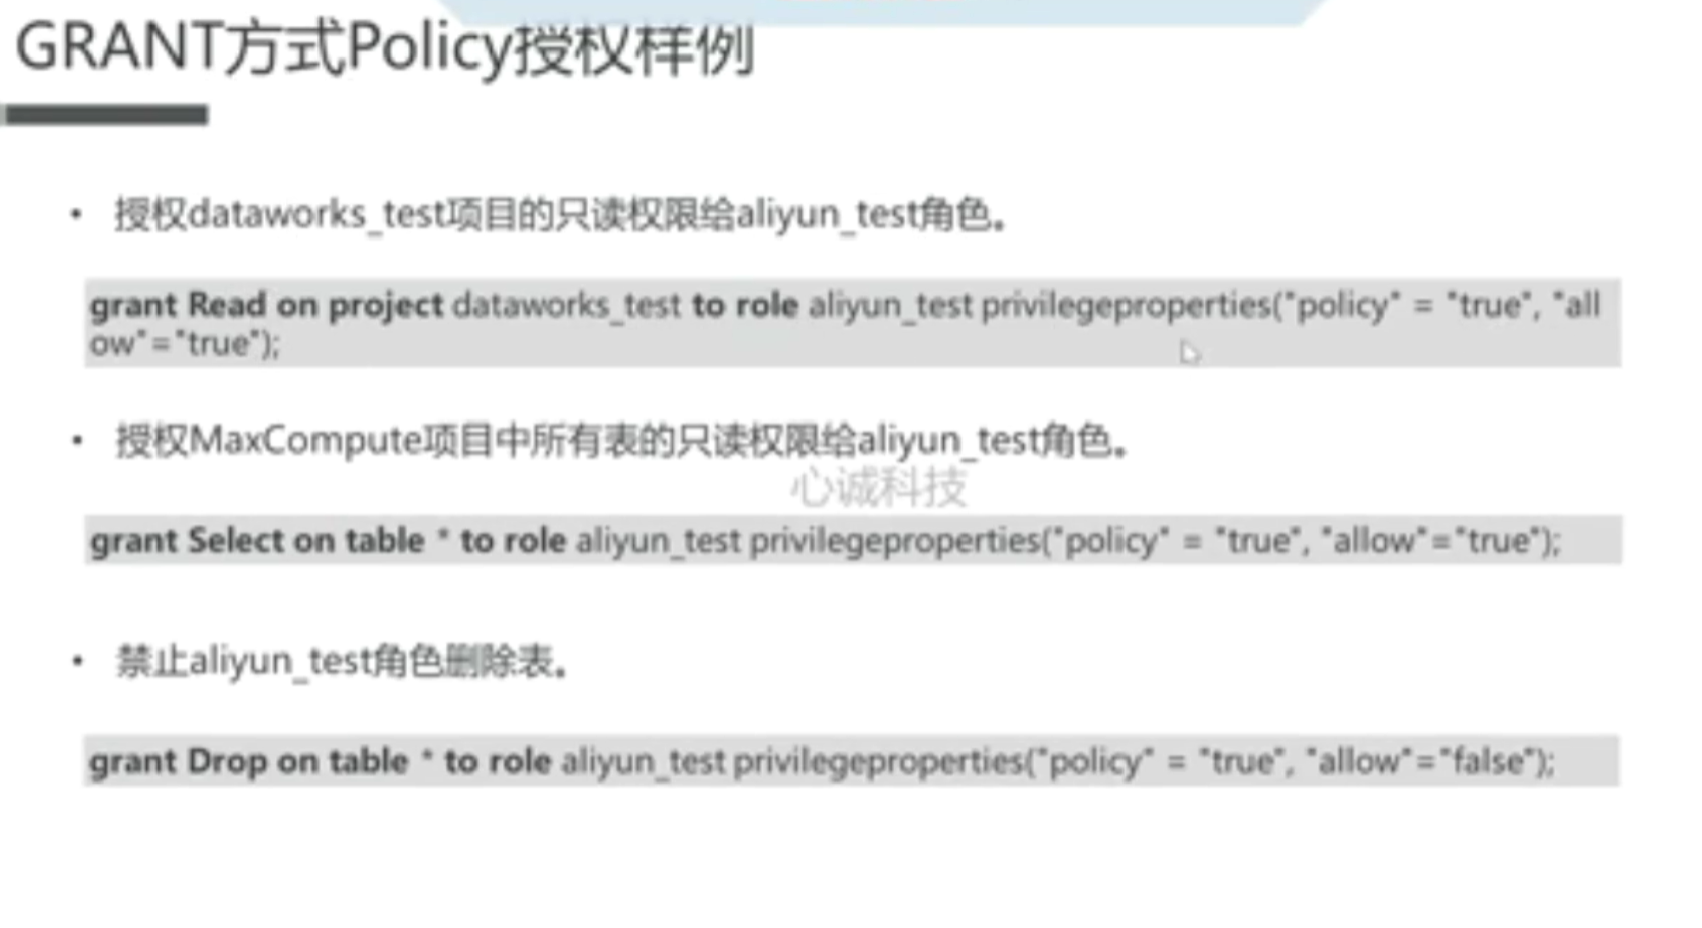 GRANT方式Policy授权样例
• 授权dataworks_test项目的只读权限给aliyun_test角色。
grant Read on project dataworks_test to role aliyun_test privilegeproperties("policy" = "true", "all
ow"="true");
• 授权MaxCompute项目中所有表的只读权限给aliyun_test角色。
心诚科技
grant Select on table * to role aliyun_test privilegeproperties("policy" = "true", "allow"="true");
• 禁止aliyun_test角色删除表。
grant Drop on table * to role aliyun_test privilegeproperties("policy" = "true", "allow"="false");